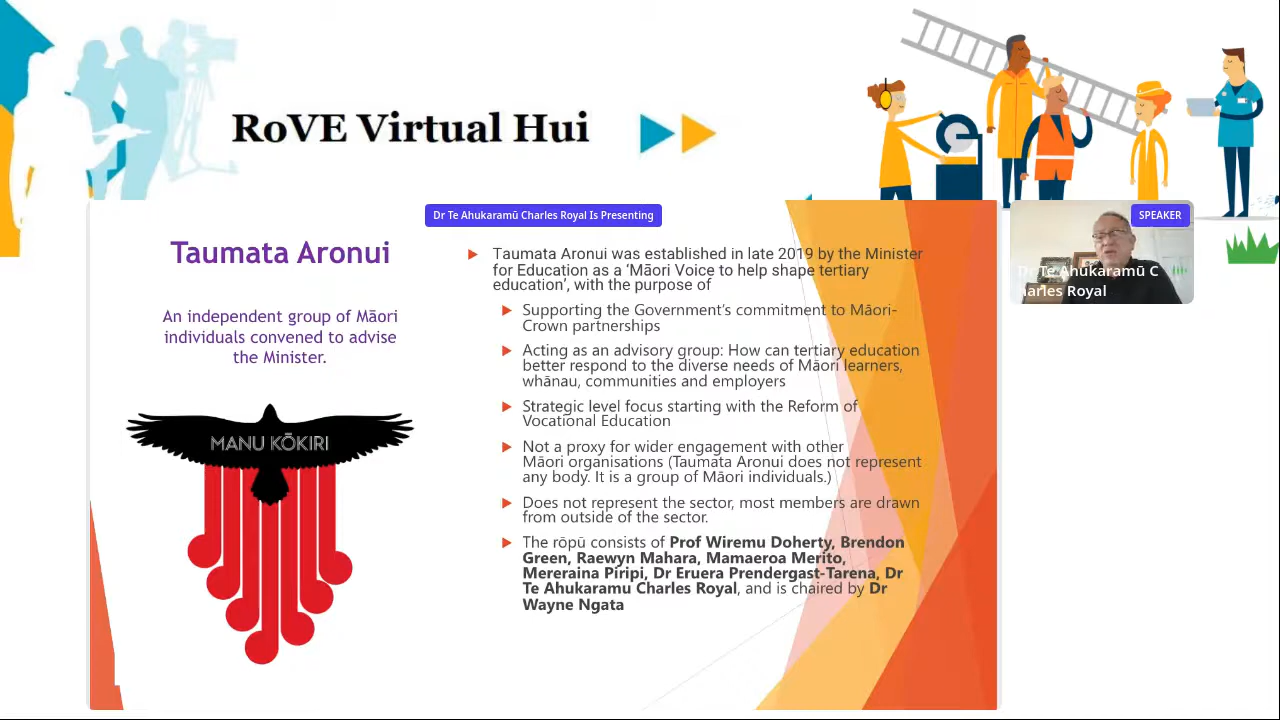 RoVE Virtual Hui
Dr Te Ahukaramū Charles Royal Is Presenting
SPEAKER
Dr Te Ahukaramū C
harles Royal
Taumata Aronui
An independent group of Māori
individuals convened to advise
the Minister.
MANU KŌKIRI
Taumata Aronui was established in late 2019 by the Minister
for Education as a ‘Māori Voice to help shape tertiary
education’, with the purpose of
Supporting the Government’s commitment to Māori-
Crown partnerships
Acting as an advisory group: How can tertiary education
better respond to the diverse needs of Māori learners,
whānau, communities and employers
Strategic level focus starting with the Reform of
Vocational Education
Not a proxy for wider engagement with other
Māori organisations (Taumata Aronui does not represent
any body. It is a group of Māori individuals.)
Does not represent the sector, most members are drawn
from outside of the sector.
The rōpū consists of Prof Wiremu Doherty, Brendon
Green, Raewyn Mahara, Mamaeroa Merito,
Mereraina Piripi, Dr Eruera Prendergast-Tarena, Dr
Te Ahukaramu Charles Royal, and is chaired by Dr
Wayne Ngata